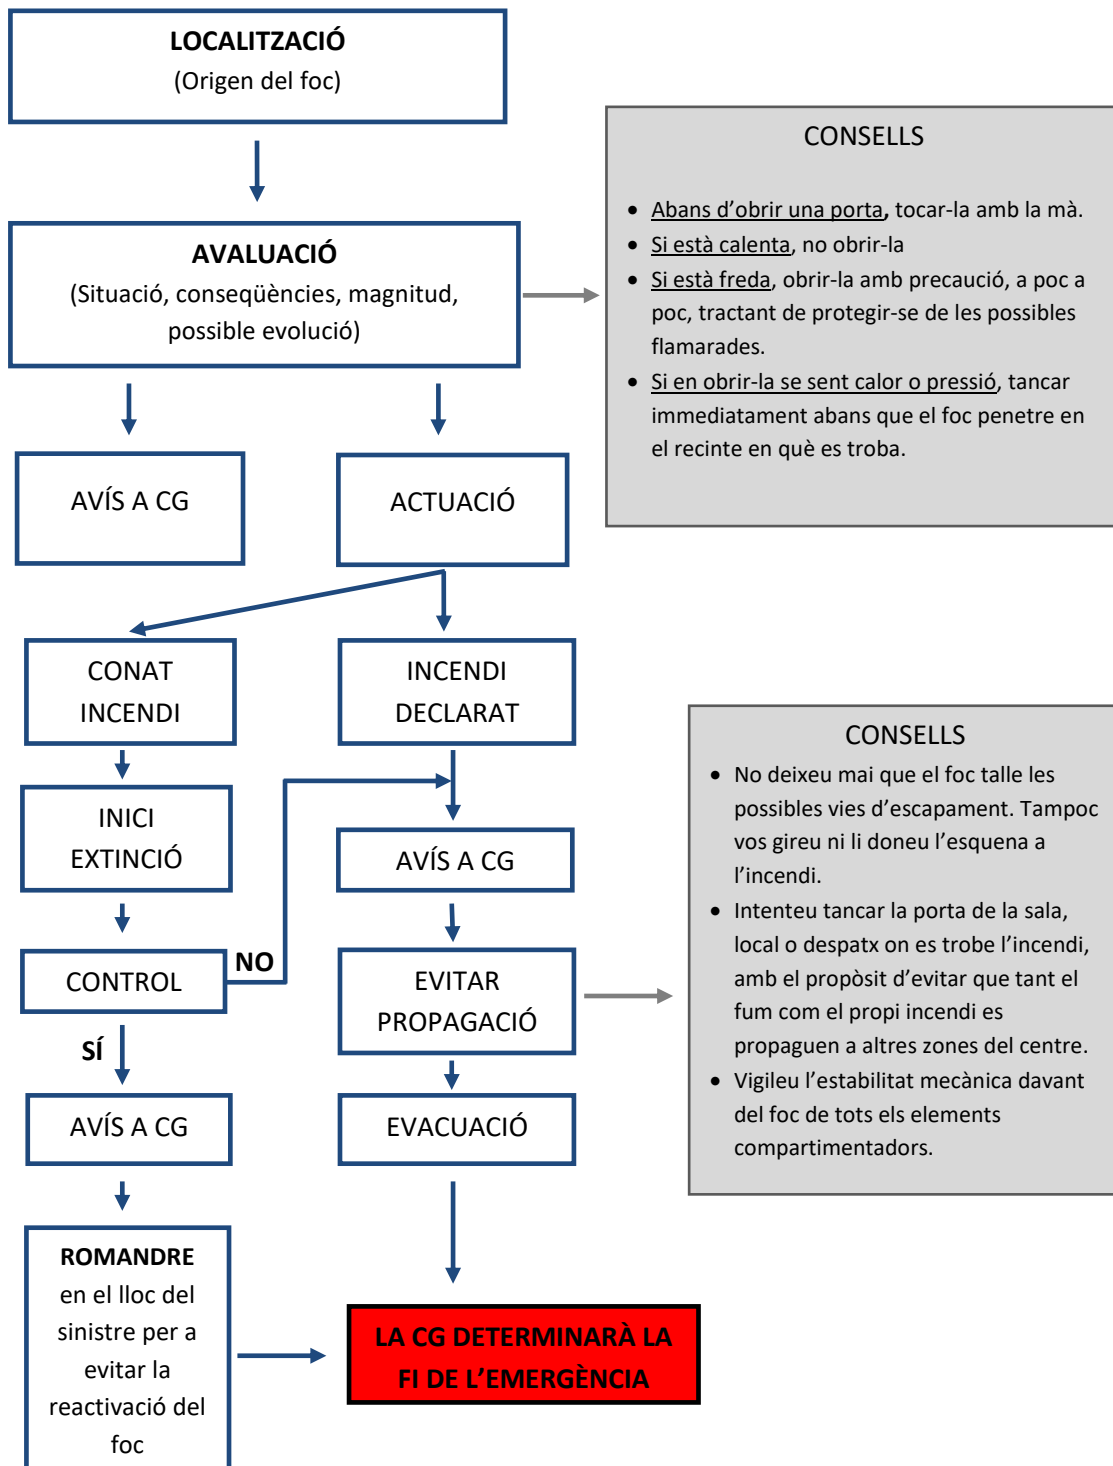 LOCALITZACIÓ
(Origen del foc)
CONSELLS
• Abans d’obrir una porta, tocar-la amb la mà.
• Si està calenta, no obrir-la
• Si està freda, obrir-la amb precaució, a poc a
poc, tractant de protegir-se de les possibles
flamarades.
• Si en obrir-la se sent calor o pressió, tancar
immediatament abans que el foc penetre en
el recinte en què es troba.
AVALUACIÓ
(Situació, conseqüències, magnitud,
possible evolució)
AVÍS A CG
ACTUACIÓ
CONAT
INCENDI
INCENDI
DECLARAT
INICI
EXTINCIÓ
AVÍS A CG
CONTROL
NO
EVITAR
PROPAGACIÓ
CONSELLS
• No deixeu mai que el foc talle les
possibles vies d’escapament. Tampoc
vos gireu ni li doneu l’esquena a
l’incendi.
• Intenteu tancar la porta de la sala,
local o despatx on es trobe l’incendi,
amb el propòsit d’evitar que tant el
fum com el propi incendi es
propaguen a altres zones del centre.
• Vigileu l’estabilitat mecànica davant
del foc de tots els elements
compartimentadors.
SÍ
AVÍS A CG
EVACUACIÓ
ROMANDRE
en el lloc del
sinistre per a
evitar la
reactivació del
foc
LA CG DETERMINARÀ LA
FI DE L’EMERGÈNCIA